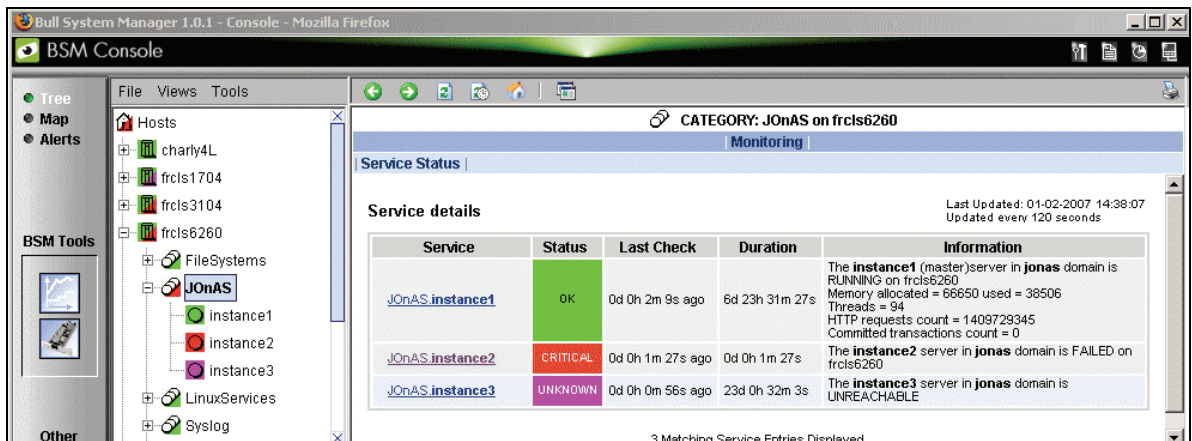 Bull System Manager 1.0.1 - Console - Mozilla Firefox
BSM Console
Tree
Map
Alerts
BSM Tools
Other
File Views Tools
Hosts
charly4L
frcls1704
frcls3104
frcls6260
FileSystems
JOnAS
instance1
instance2
instance3
LinuxServices
Syslog
CATEGORY: JOnAS on frcls6260
| Monitoring |
| Service Status |
Service details
Last Updated: 01-02-2007 14:38:07
Updated every 120 seconds
Service Status Last Check Duration Information
JOnAS.instance1 OK 0d 0h 2m 9s ago 6d 23h 31m 27s
The instance1 (master)server in jonas domain is
RUNNING on frcls6260
Memory allocated = 66650 used = 38506
Threads = 94
HTTP requests count = 1409729345
Committed transactions count = 0
JOnAS.instance2 CRITICAL 0d 0h 1m 27s ago 0d 0h 1m 27s
The instance2 server in jonas domain is FAILED on
frcls6260
JOnAS.instance3 UNKNOWN 0d 0h 0m 56s ago 23d 0h 32m 3s
The instance3 server in jonas domain is
UNREACHABLE
3 Matching Service Entries Displayed